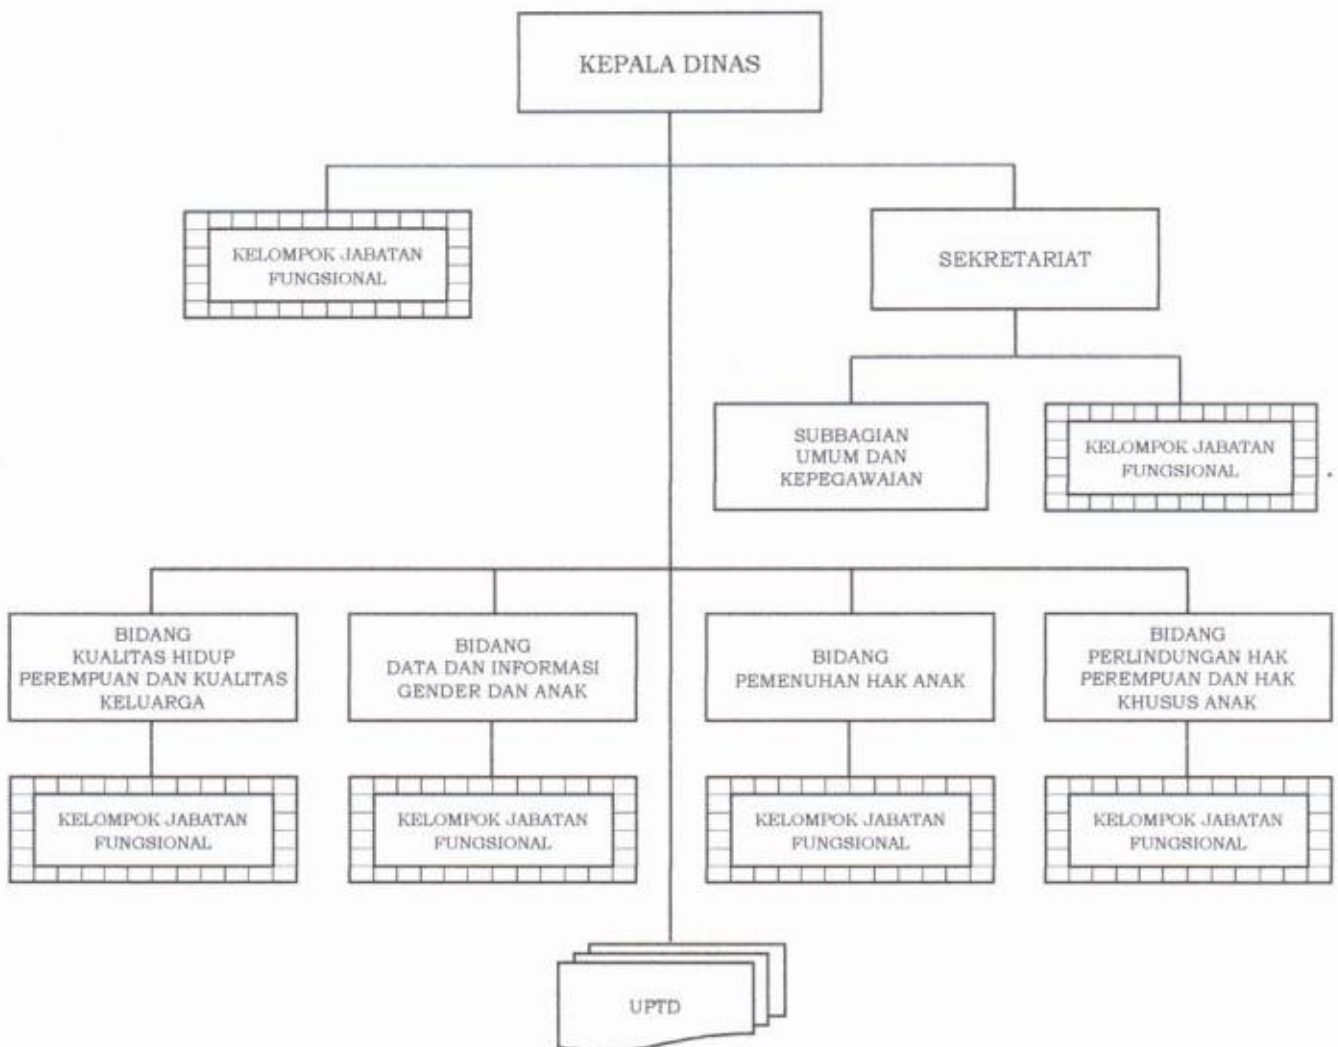 KEPALA DINAS
KELOMPOK JABATAN
FUNGSIONAL
SEKRETARIAT
SUBBAGIAN
UMUM DAN
KEPEGAWAIAN
KELOMPOK JABATAN
FUNGSIONAL
BIDANG
KUALITAS HIDUP
PEREMPUAN DAN KUALITAS
KELUARGA
BIDANG
DATA DAN INFORMASI
GENDER DAN ANAK
BIDANG
PEMENUHAN HAK ANAK
BIDANG
PERLINDUNGAN HAK
PEREMPUAN DAN HAK
KHUSUS ANAK
KELOMPOK JABATAN
FUNGSIONAL
KELOMPOK JABATAN
FUNGSIONAL
KELOMPOK JABATAN
FUNGSIONAL
KELOMPOK JABATAN
FUNGSIONAL
UPTD